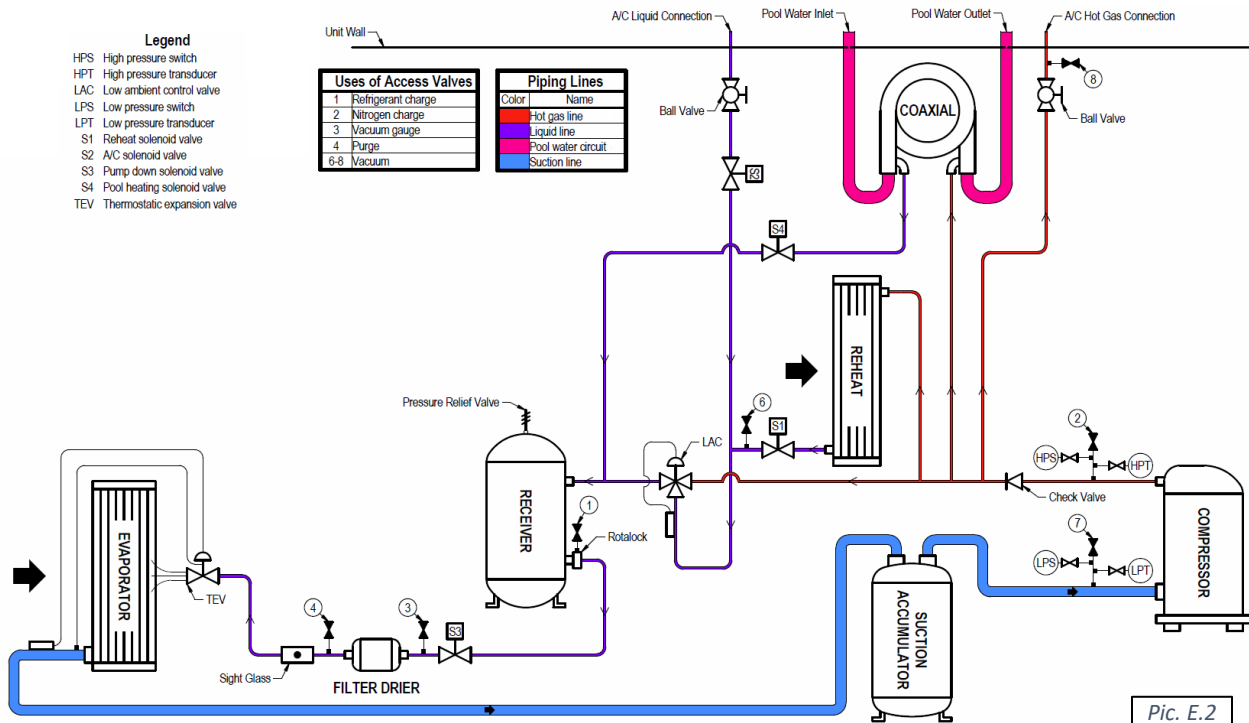 A/C Liquid Connection
Pool Water Inlet
Pool Water Outlet
A/C Hot Gas Connection
Unit Wall
Legend
HPS High pressure switch
HPT High pressure transducer
LAC Low ambient control valve
LPS Low pressure switch
LPT Low pressure transducer
S1 Reheat solenoid valve
S2 A/C solenoid valve
S3 Pump down solenoid valve
S4 Pool heating solenoid valve
TEV Thermostatic expansion valve
Uses of Access Valves
1 Refrigerant charge
2 Nitrogen charge
3 Vacuum gauge
4 Purge
6-8 Vacuum
Piping Lines
Color Name
Hot gas line
Liquid line
Pool water circuit
Suction line
8
Ball Valve
COAXIAL
Ball Valve
S2
S4
REHEAT
Pressure Relief Valve
6
S1
LAC
2
HPS
HPT
Check Valve
RECEIVER
1
Rotalock
COMPRESSOR
7
LPS
LPT
EVAPORATOR
TEV
4
3
S3
Sight Glass
FILTER DRIER
SUCTION
ACCUMULATOR
Pic. E.2